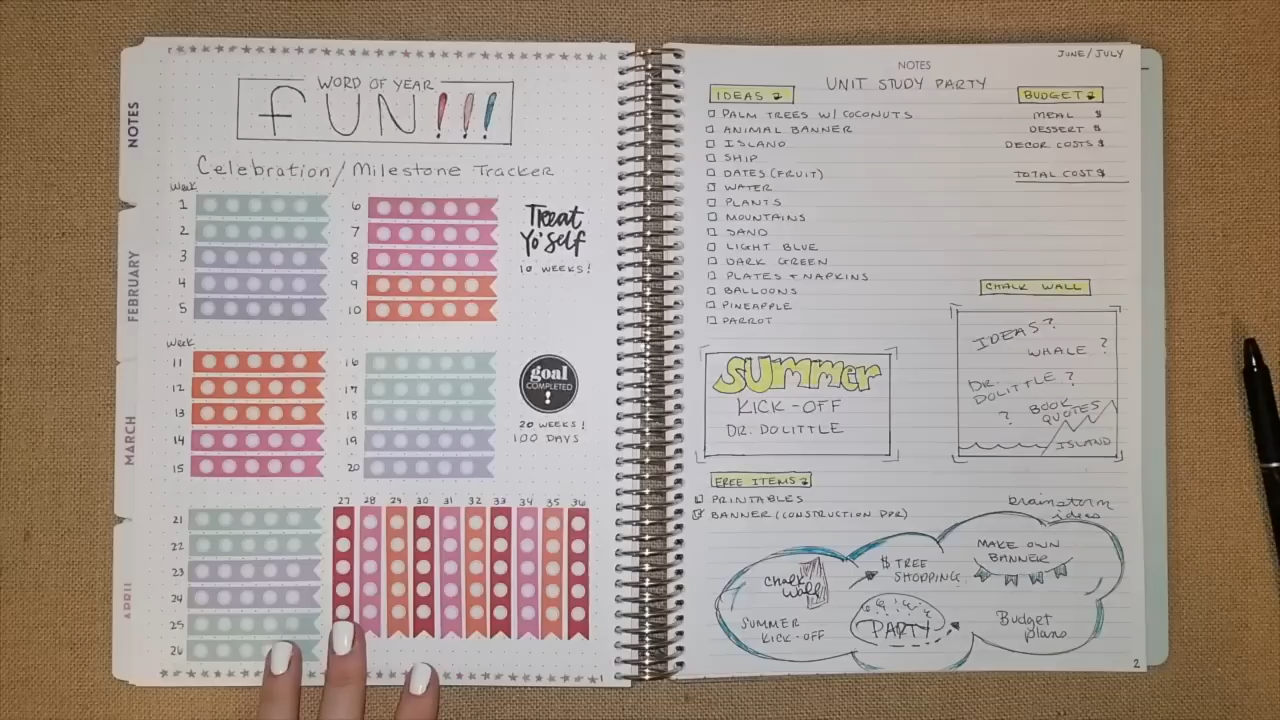 NOTES
FEBRUARY
MARCH
APRIL
WORD OF YEAR
FUN!!!
Celebration/Milestone Tracker
Week
1
2
3
4
5
6
7
8
9
10
Treat
Yo' Self
10 WEEKS!
Week
11
12
13
14
15
16
17
18
19
20
goal
COMPLETED
!
20 WEEKS!
100 DAYS
21
22
23
24
25
26
27 28 29 30 31 32 33 34 35 36
1
JUNE/JULY
NOTES
UNIT STUDY PARTY
IDEAS
PALM TREES W/ COCONUTS
ANIMAL BANNER
ISLAND
SHIP
DATES (FRUIT)
WATER
PLANTS
MOUNTAINS
SAND
LIGHT BLUE
DARK GREEN
PLATES + NAPKINS
BALLOONS
PINEAPPLE
PARROT
BUDGET
MEAL $
DESSERT $
DECOR COSTS $
TOTAL COST $
CHALK WALL
IDEAS?
WHALE ?
DR.
DOLITTLE ?
? BOOK
QUOTES
ISLAND
SUMMER
KICK-OFF
DR. DOLITTLE
FREE ITEMS
PRINTABLES
BANNER (CONSTRUCTION PPR)
brainstorm
ideas
Chalk
Wall
$ TREE
SHOPPING
MAKE OWN
BANNER
SUMMER
KICK-OFF
PARTY
Budget
plans
2